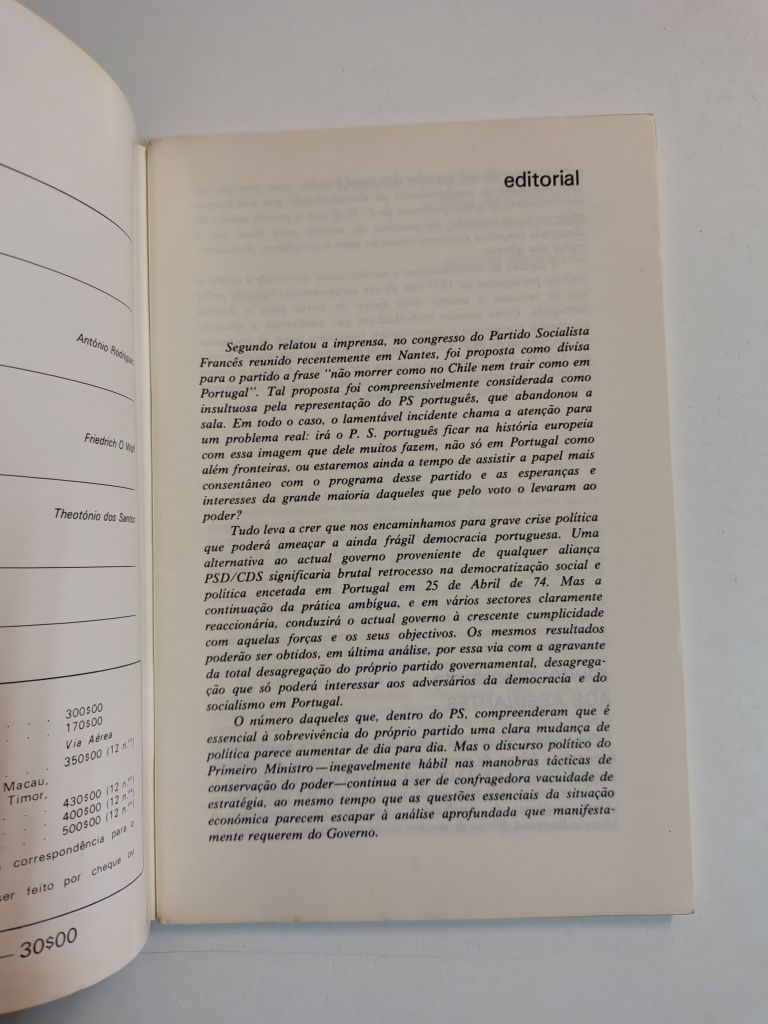 António Rodrigues
Friedrich O Wolf
Theotónio dos Santos
300$00
170$00
Via Aérea
350$00 (12 n.ºˢ)
Macau,
Timor,
430$00 (12 n.ºˢ)
400$00 (12 n.ºˢ)
500$00 (12 n.ºˢ)
correspondência para o
ser feito por cheque ou
— 30$00
editorial
Segundo relatou a imprensa, no congresso do Partido Socialista
Francês reunido recentemente em Nantes, foi proposta como divisa
para o partido a frase "não morrer como no Chile nem trair como em
Portugal". Tal proposta foi compreensivelmente considerada como
insultuosa pela representação do PS português, que abandonou a
sala. Em todo o caso, o lamentável incidente chama a atenção para
um problema real: irá o P. S. português ficar na história europeia
com essa imagem que dele muitos fazem, não só em Portugal como
além fronteiras, ou estaremos ainda a tempo de assistir a papel mais
consentâneo com o programa desse partido e as esperanças e
interesses da grande maioria daqueles que pelo voto o levaram ao
poder?
Tudo leva a crer que nos encaminhamos para grave crise política
que poderá ameaçar a ainda frágil democracia portuguesa. Uma
alternativa ao actual governo proveniente de qualquer aliança
PSD/CDS significaria brutal retrocesso na democratização social e
política encetada em Portugal em 25 de Abril de 74. Mas a
continuação da prática ambígua, e em vários sectores claramente
reaccionária, conduzirá o actual governo à crescente cumplicidade
com aquelas forças e os seus objectivos. Os mesmos resultados
poderão ser obtidos, em última análise, por essa via com a agravante
da total desagregação do próprio partido governamental, desagrega-
ção que só poderá interessar aos adversários da democracia e do
socialismo em Portugal.
O número daqueles que, dentro do PS, compreenderam que é
essencial à sobrevivência do próprio partido uma clara mudança de
política parece aumentar de dia para dia. Mas o discurso político do
Primeiro Ministro—inegavelmente hábil nas manobras tácticas de
conservação do poder—continua a ser de confragedora vacuidade de
estratégia, ao mesmo tempo que as questões essenciais da situação
económica parecem escapar à análise aprofundada que manifesta-
mente requerem do Governo.